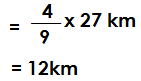 = 4/9 x 27 km
= 12km